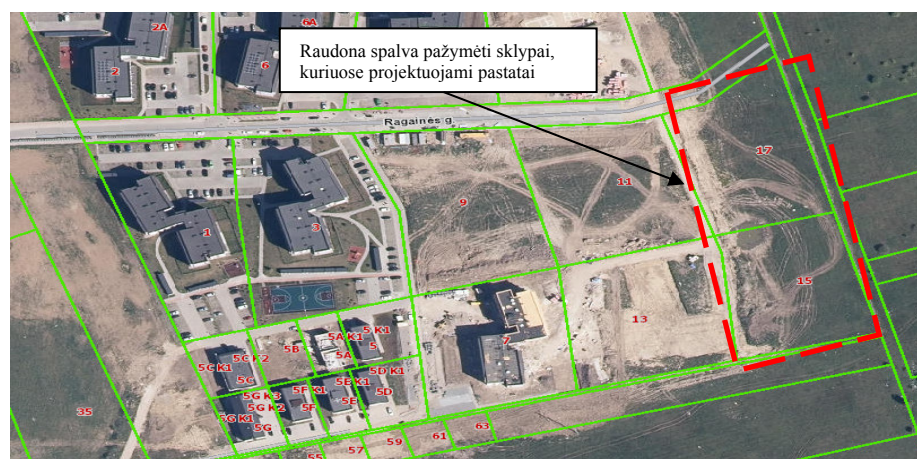 2A
6A
2
6
Raudona spalva pažymėti sklypai,
kuriuose projektuojami pastatai
Ragainės g.
17
11
9
1
3
15
13
7
5A K1
5 K1
5B
5A
5
5C K2
5G K1
5C
5D K1
5E K1
5F K1
5G K3
5G K2
5D
5E
5F
5G K1
5G
35
63
61
59
57
55